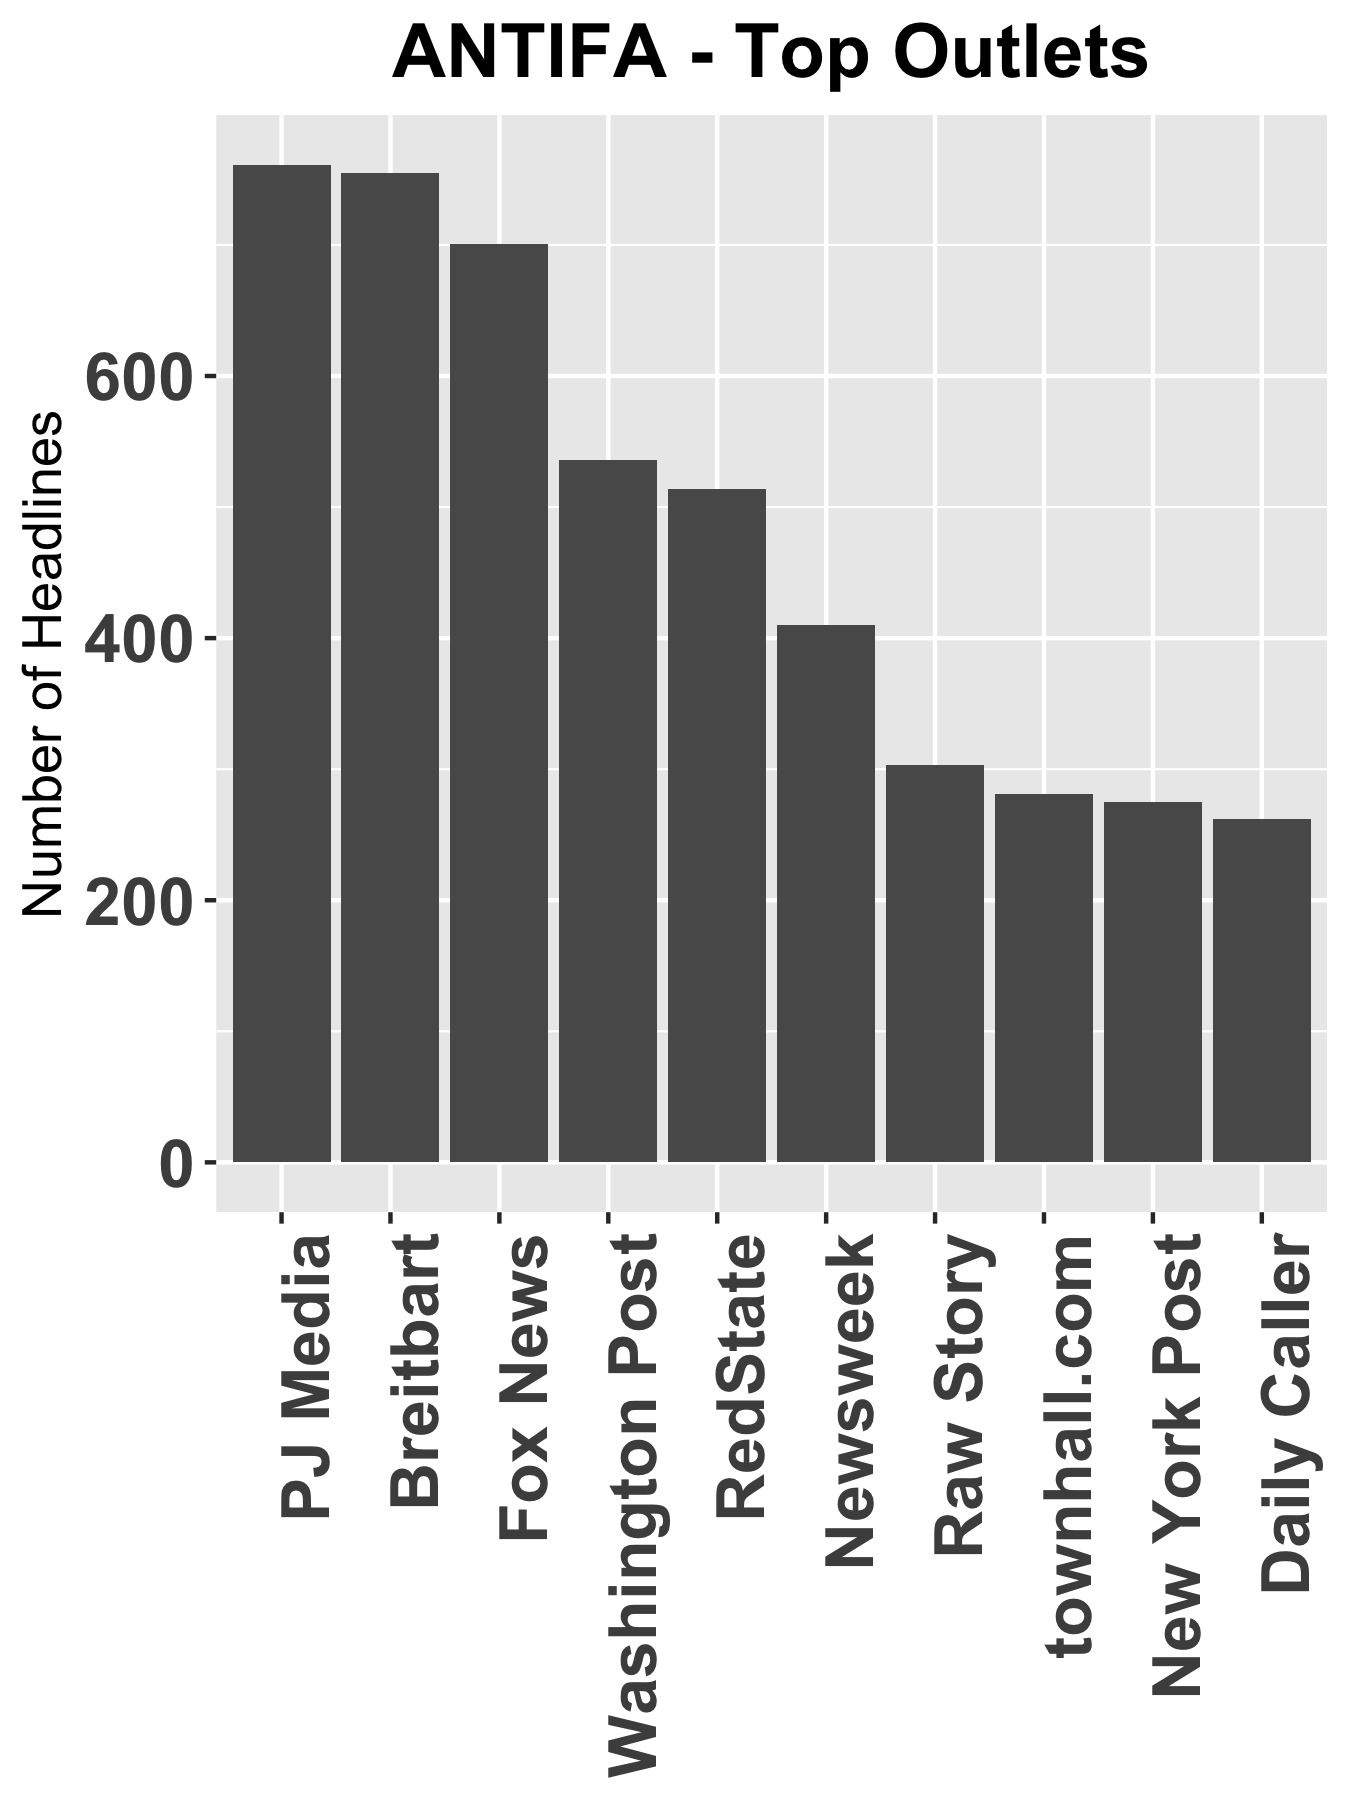 ANTIFA - Top Outlets
Number of Headlines
600
400
200
0
PJ Media
Breitbart
Fox News
Washington Post
RedState
Newsweek
Raw Story
townhall.com
New York Post
Daily Caller